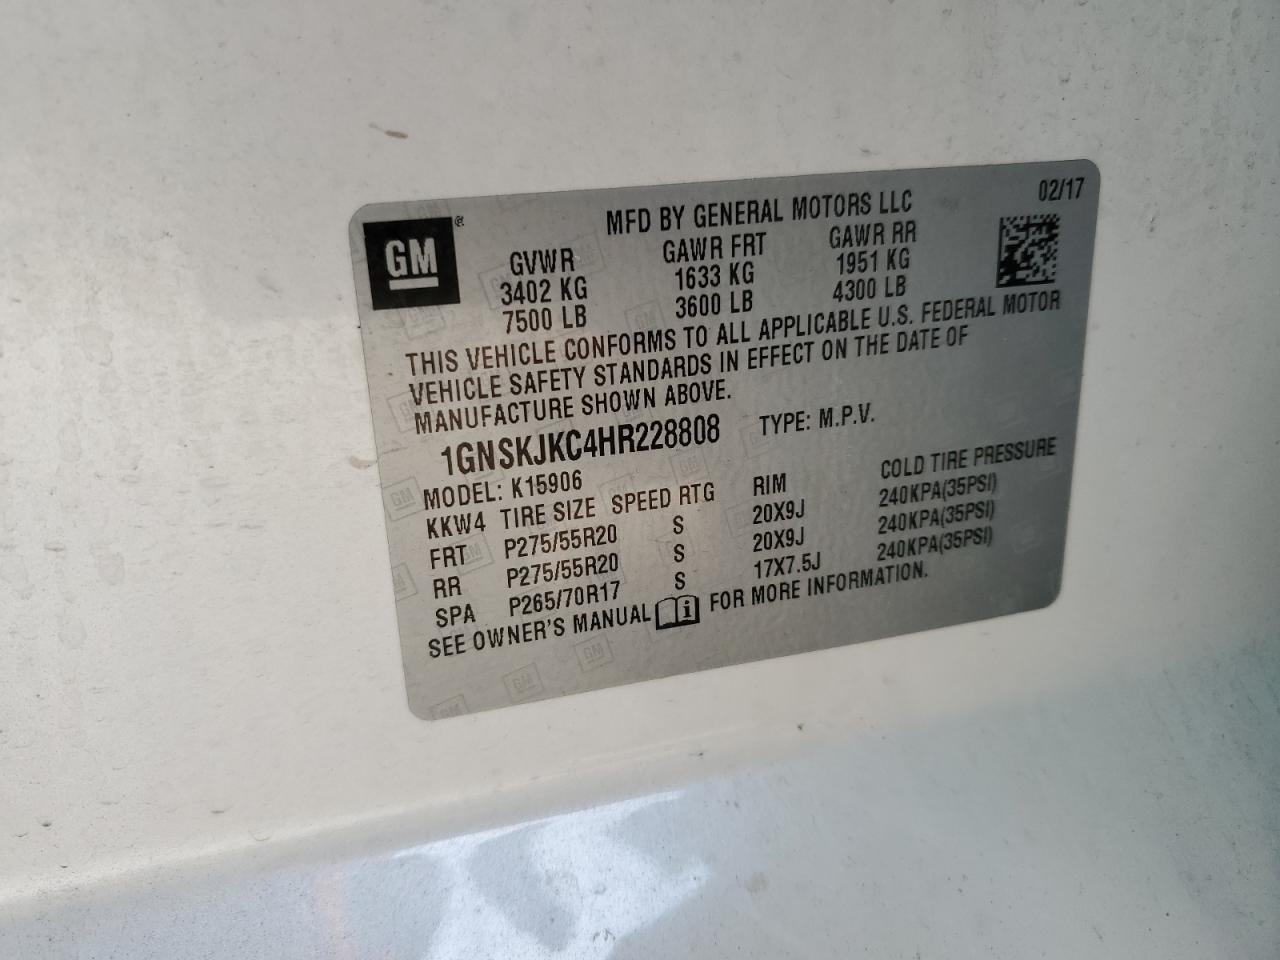 GM ®
MFD BY GENERAL MOTORS LLC
02/17
GVWR GAWR FRT GAWR RR
3402 KG 1633 KG 1951 KG
7500 LB 3600 LB 4300 LB
THIS VEHICLE CONFORMS TO ALL APPLICABLE U.S. FEDERAL MOTOR
VEHICLE SAFETY STANDARDS IN EFFECT ON THE DATE OF
MANUFACTURE SHOWN ABOVE.
1GNSKJKC4HR228808 TYPE: M.P.V.
MODEL: K15906
KKW4 TIRE SIZE SPEED RTG RIM COLD TIRE PRESSURE
FRT P275/55R20 S 20X9J 240KPA(35PSI)
RR P275/55R20 S 20X9J 240KPA(35PSI)
SPA P265/70R17 S 17X7.5J 240KPA(35PSI)
SEE OWNER'S MANUAL i FOR MORE INFORMATION.